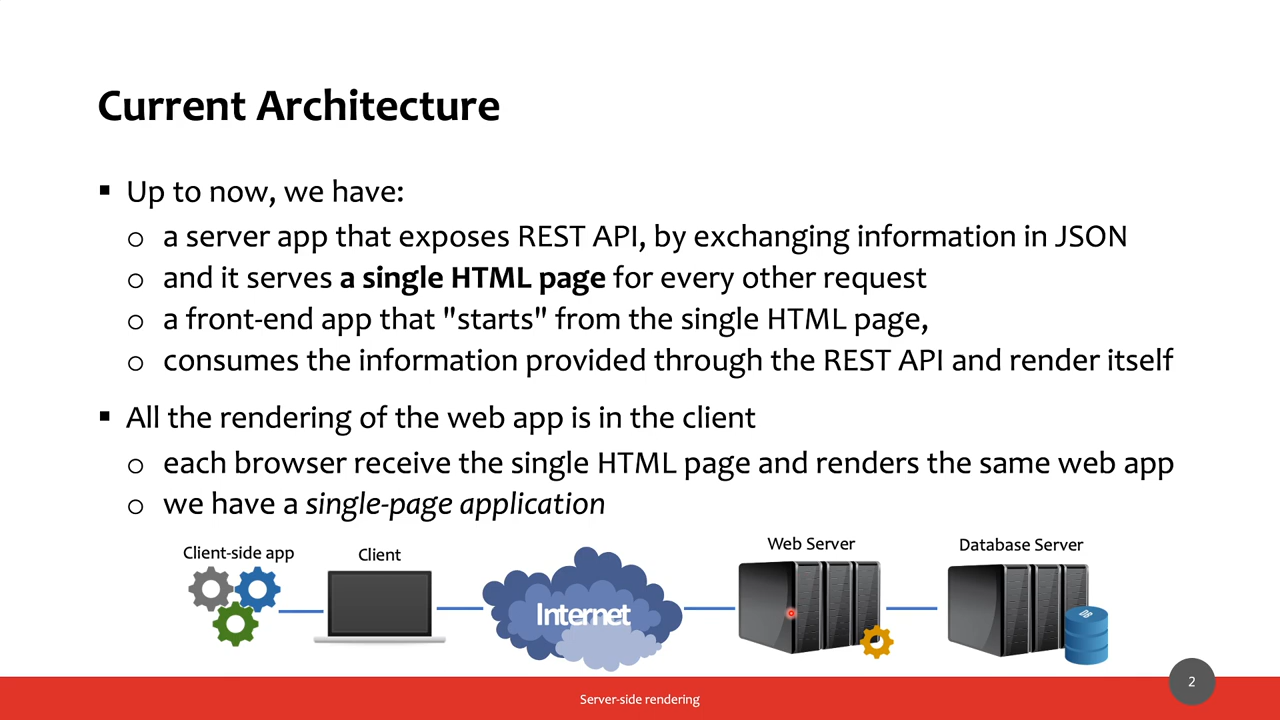 Current Architecture
▪ Up to now, we have:
o a server app that exposes REST API, by exchanging information in JSON
o and it serves a single HTML page for every other request
o a front-end app that "starts" from the single HTML page,
o consumes the information provided through the REST API and render itself
▪ All the rendering of the web app is in the client
o each browser receive the single HTML page and renders the same web app
o we have a single-page application
Client-side app
Client
Internet
Web Server
Database Server
DB
Server-side rendering
2